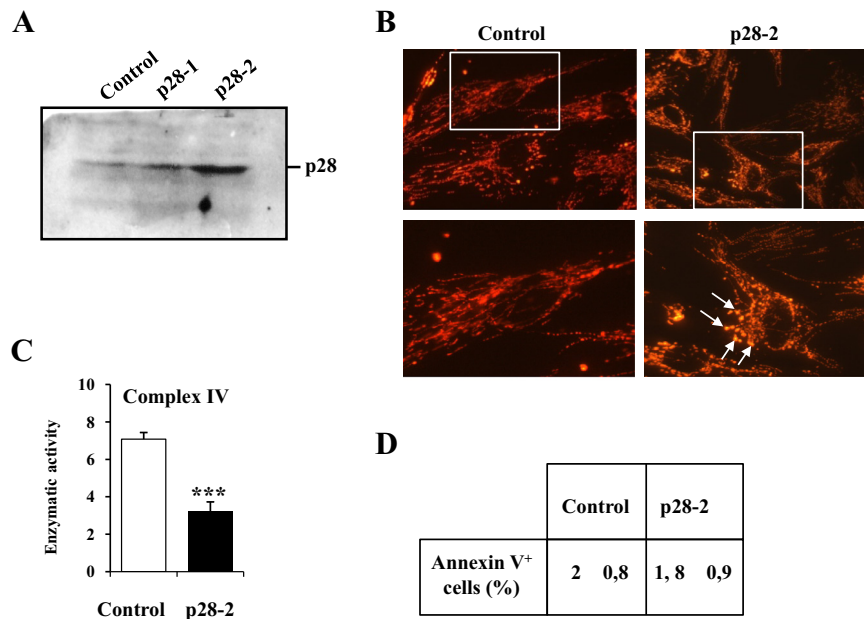 A
Control
p28-1
p28-2
p28
B
Control
p28-2
C
10
8
6
4
2
0
Enzymatic activity
Complex IV
***
Control
p28-2
D
Control
p28-2
Annexin V⁺
cells (%)
2 0,8
1, 8 0,9